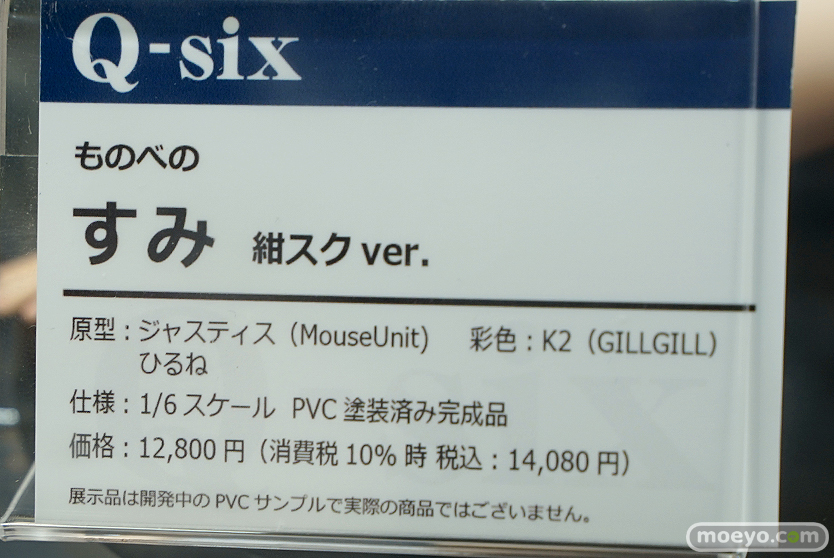 Q-six
ものべの
すみ 紺スク ver.
原型：ジャスティス（MouseUnit） 彩色：K2（GILLGILL）
ひるね
仕様：1/6 スケール PVC 塗装済み完成品
価格：12,800 円（消費税 10% 時 税込：14,080 円）
展示品は開発中の PVC サンプルで実際の商品ではございません。
moeyo.com